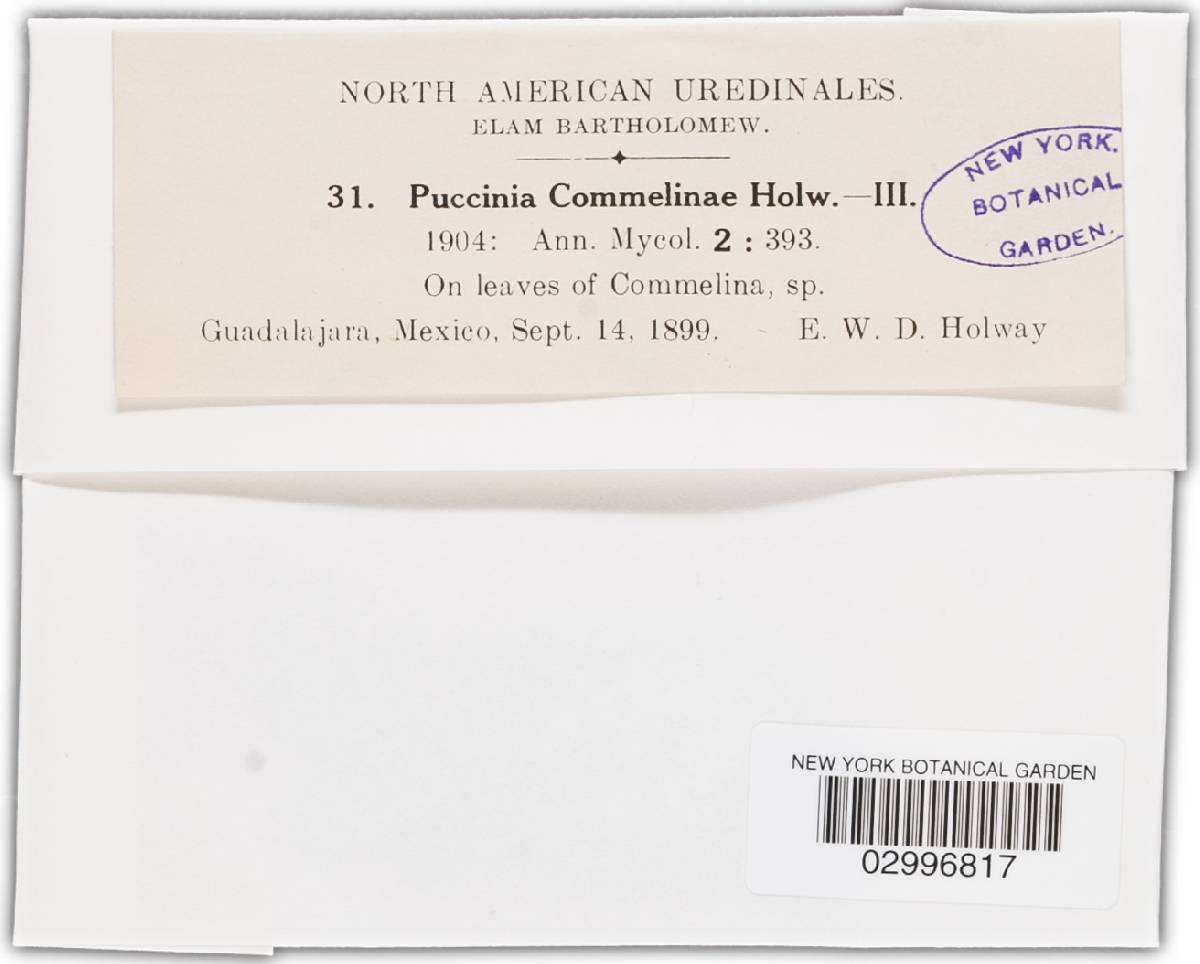 NORTH AMERICAN UREDINALES.
ELAM BARTHOLOMEW.
31. Puccinia Commelinae Holw.—III.
1904: Ann. Mycol. 2 : 393.
On leaves of Commelina, sp.
Guadalajara, Mexico, Sept. 14, 1899. E. W. D. Holway
NEW YORK.
BOTANICAL
GARDEN.
NEW YORK BOTANICAL GARDEN
02996817